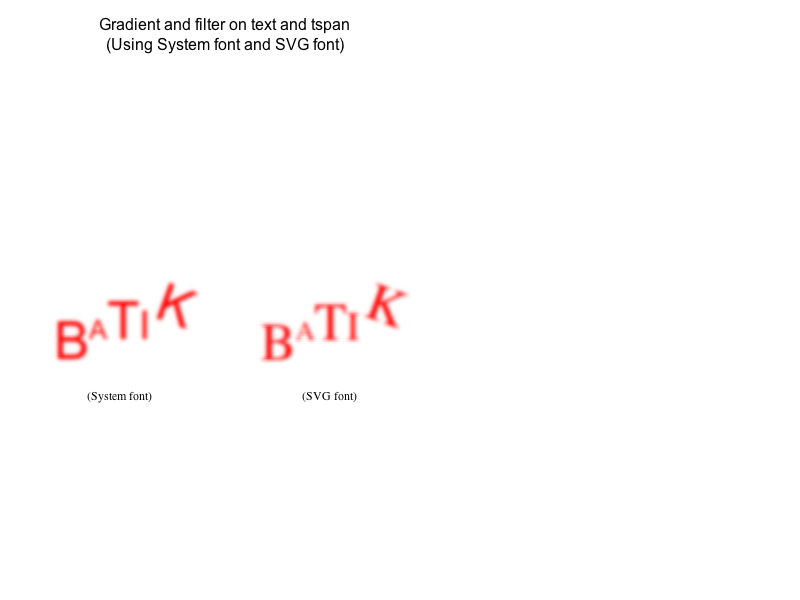 Gradient and filter on text and tspan
(Using System font and SVG font)
BATIK BATIK
(System font) (SVG font)